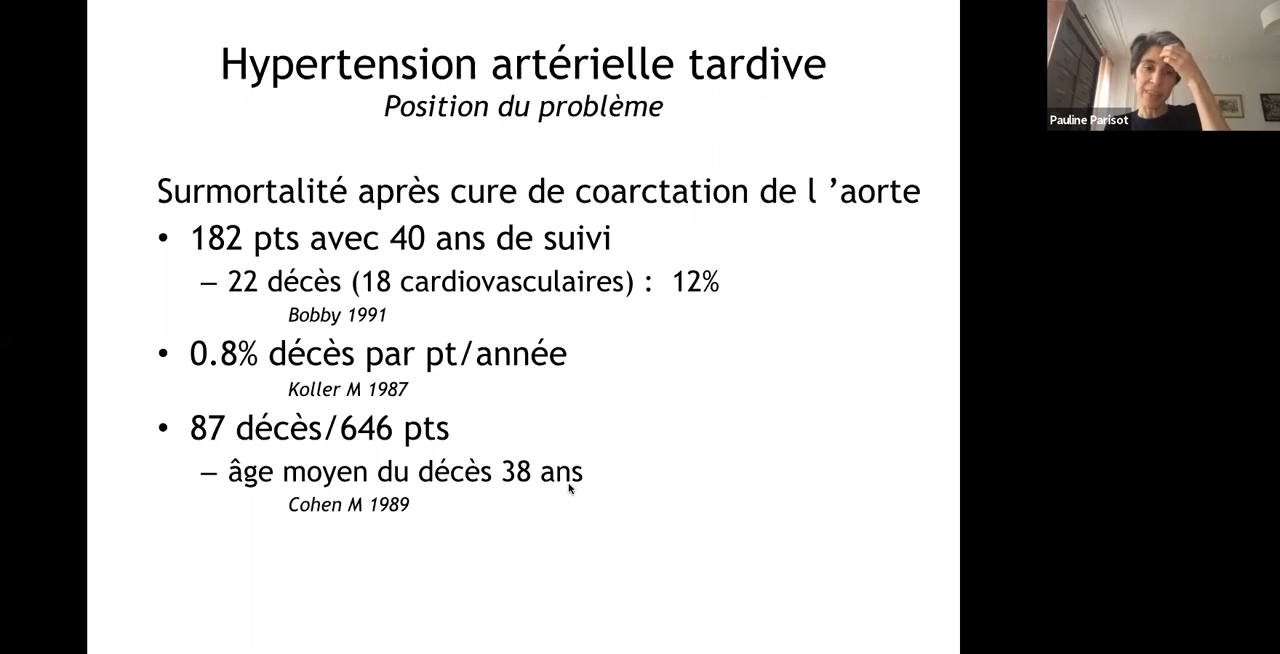 Hypertension artérielle tardive
Position du problème
Surmortalité après cure de coarctation de l ’aorte
• 182 pts avec 40 ans de suivi
– 22 décès (18 cardiovasculaires) : 12%
Bobby 1991
• 0.8% décès par pt/année
Koller M 1987
• 87 décès/646 pts
– âge moyen du décès 38 ans
Cohen M 1989
Pauline Parisot